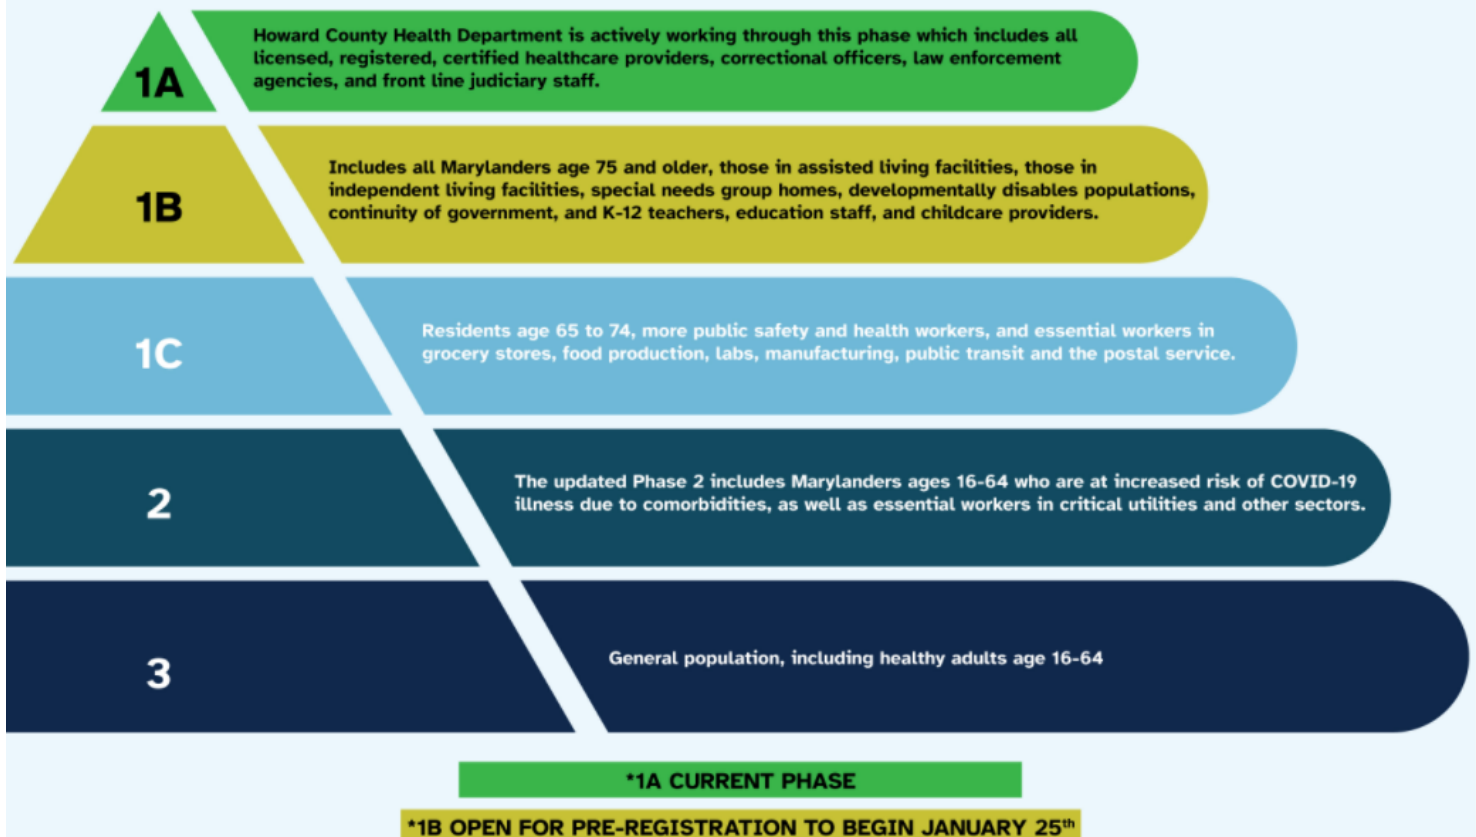 1A
Howard County Health Department is actively working through this phase which includes all
licensed, registered, certified healthcare providers, correctional officers, law enforcement
agencies, and front line judiciary staff.
1B
Includes all Marylanders age 75 and older, those in assisted living facilities, those in
independent living facilities, special needs group homes, developmentally disables populations,
continuity of government, and K-12 teachers, education staff, and childcare providers.
1C
Residents age 65 to 74, more public safety and health workers, and essential workers in
grocery stores, food production, labs, manufacturing, public transit and the postal service.
2
The updated Phase 2 includes Marylanders ages 16-64 who are at increased risk of COVID-19
illness due to comorbidities, as well as essential workers in critical utilities and other sectors.
3
General population, including healthy adults age 16-64
*1A CURRENT PHASE
*1B OPEN FOR PRE-REGISTRATION TO BEGIN JANUARY 25th